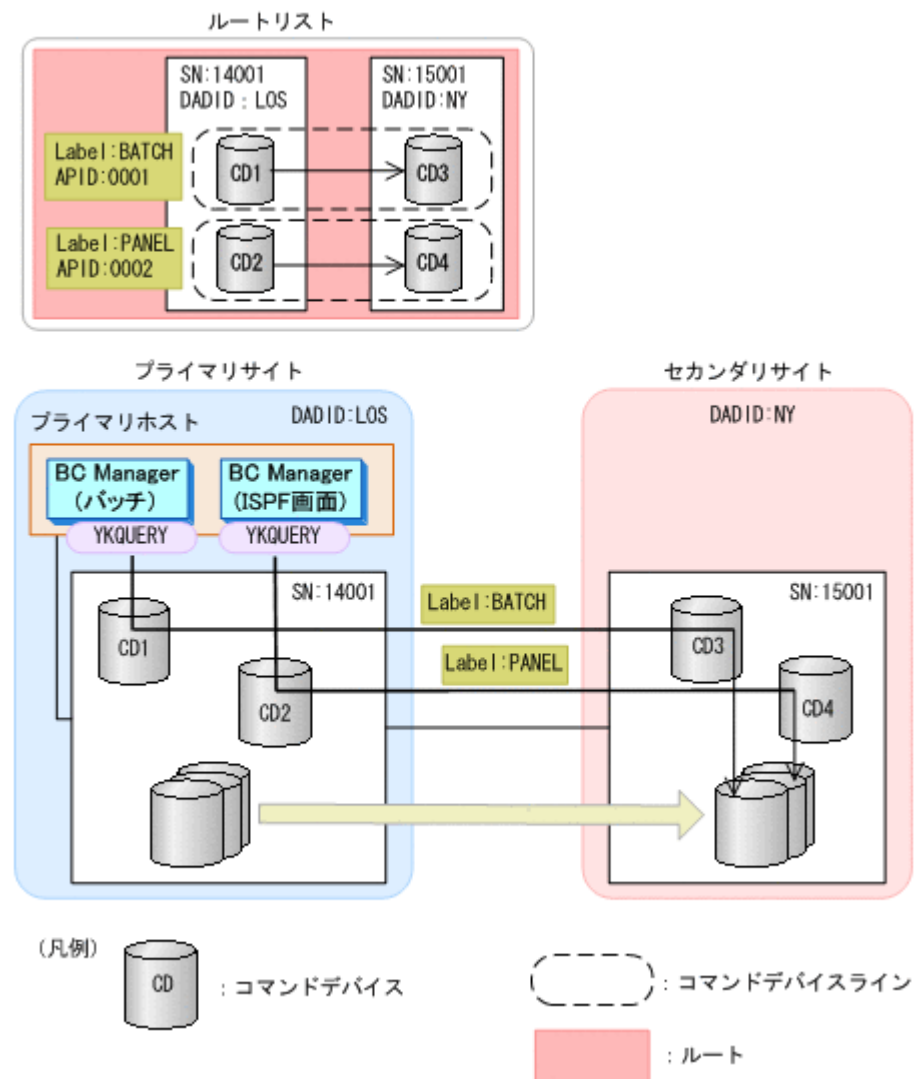 ルートリスト
SN:14001
DADID：LOS
SN:15001
DADID:NY
Label:BATCH
APID:0001
CD1
CD3
Label:PANEL
APID:0002
CD2
CD4
プライマリサイト
セカンダリサイト
プライマリホスト
DADID:LOS
DADID:NY
BC Manager
(バッチ)
BC Manager
(ISPF画面)
YKQUERY
YKQUERY
SN:14001
SN:15001
Label:BATCH
CD1
CD3
Label:PANEL
CD2
CD4
(凡例)
CD
：コマンドデバイス
：コマンドデバイスライン
：ルート